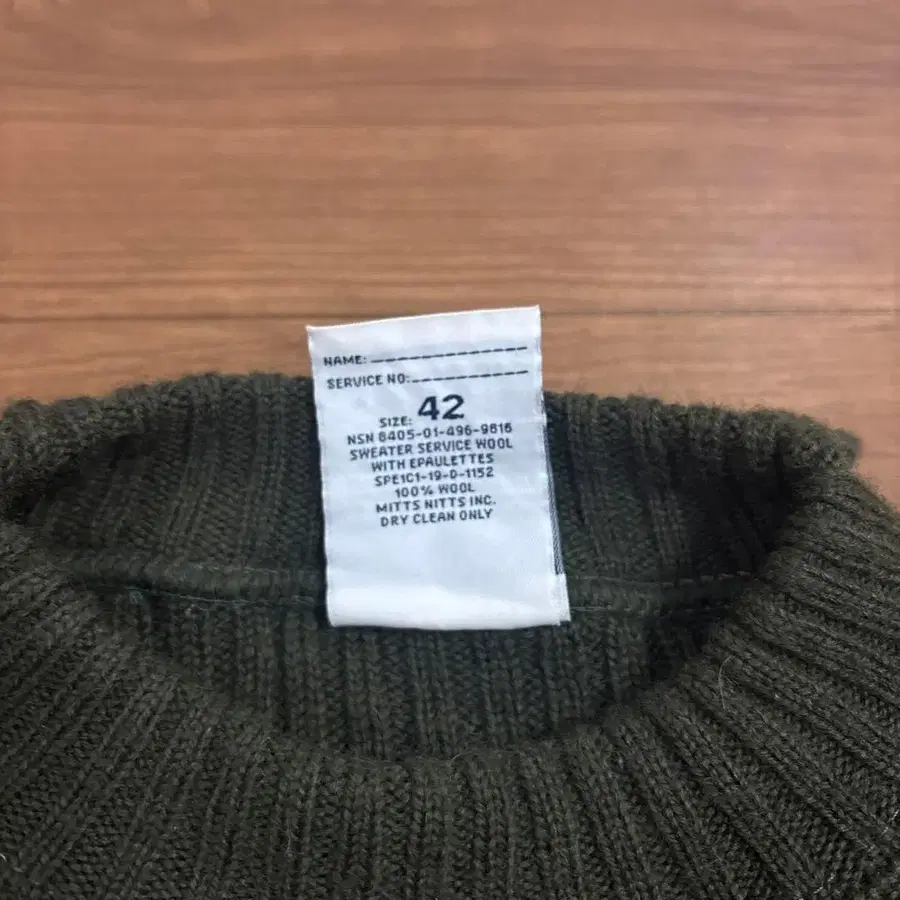 NAME:
SERVICE NO:
SIZE: 42
NSN 8405-01-496-9616
SWEATER SERVICE WOOL
WITH EPAULETTES
SPE1C1-19-D-1152
100% WOOL
MITTS NITTS INC.
DRY CLEAN ONLY